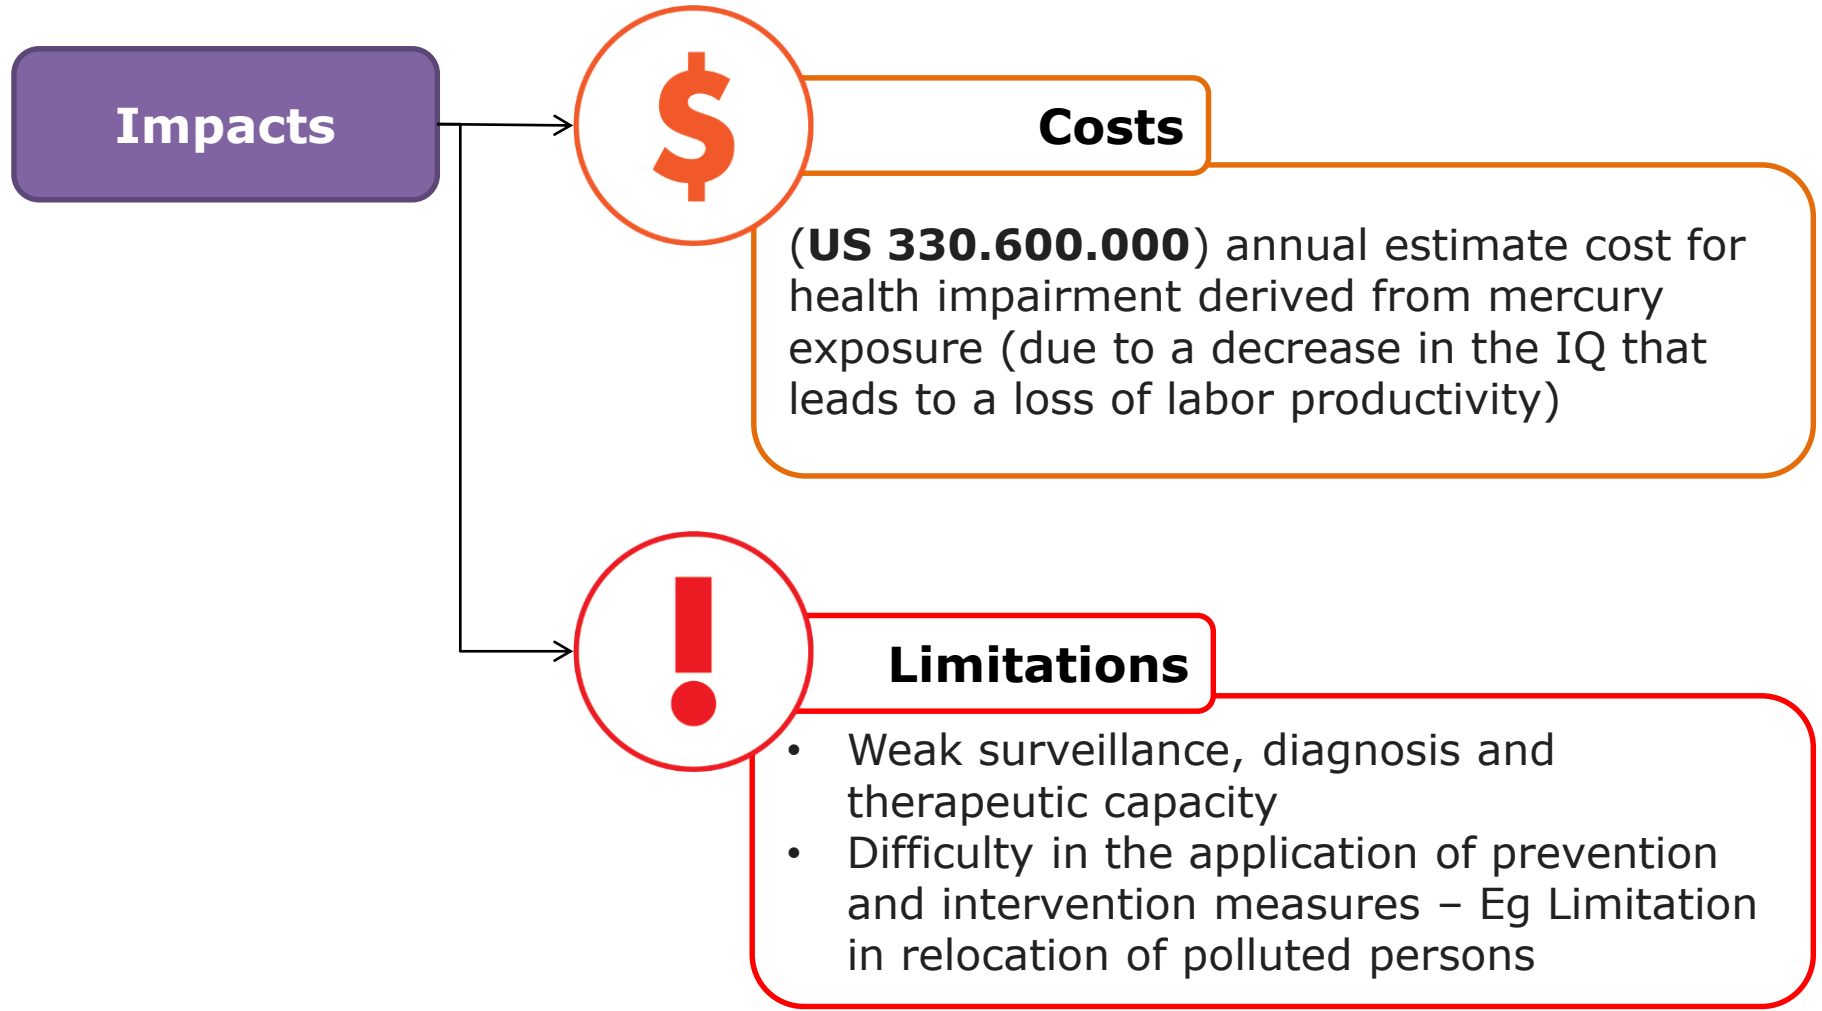 Impacts
$
Costs
(US 330.600.000) annual estimate cost for
health impairment derived from mercury
exposure (due to a decrease in the IQ that
leads to a loss of labor productivity)
!
Limitations
• Weak surveillance, diagnosis and
therapeutic capacity
• Difficulty in the application of prevention
and intervention measures – Eg Limitation
in relocation of polluted persons